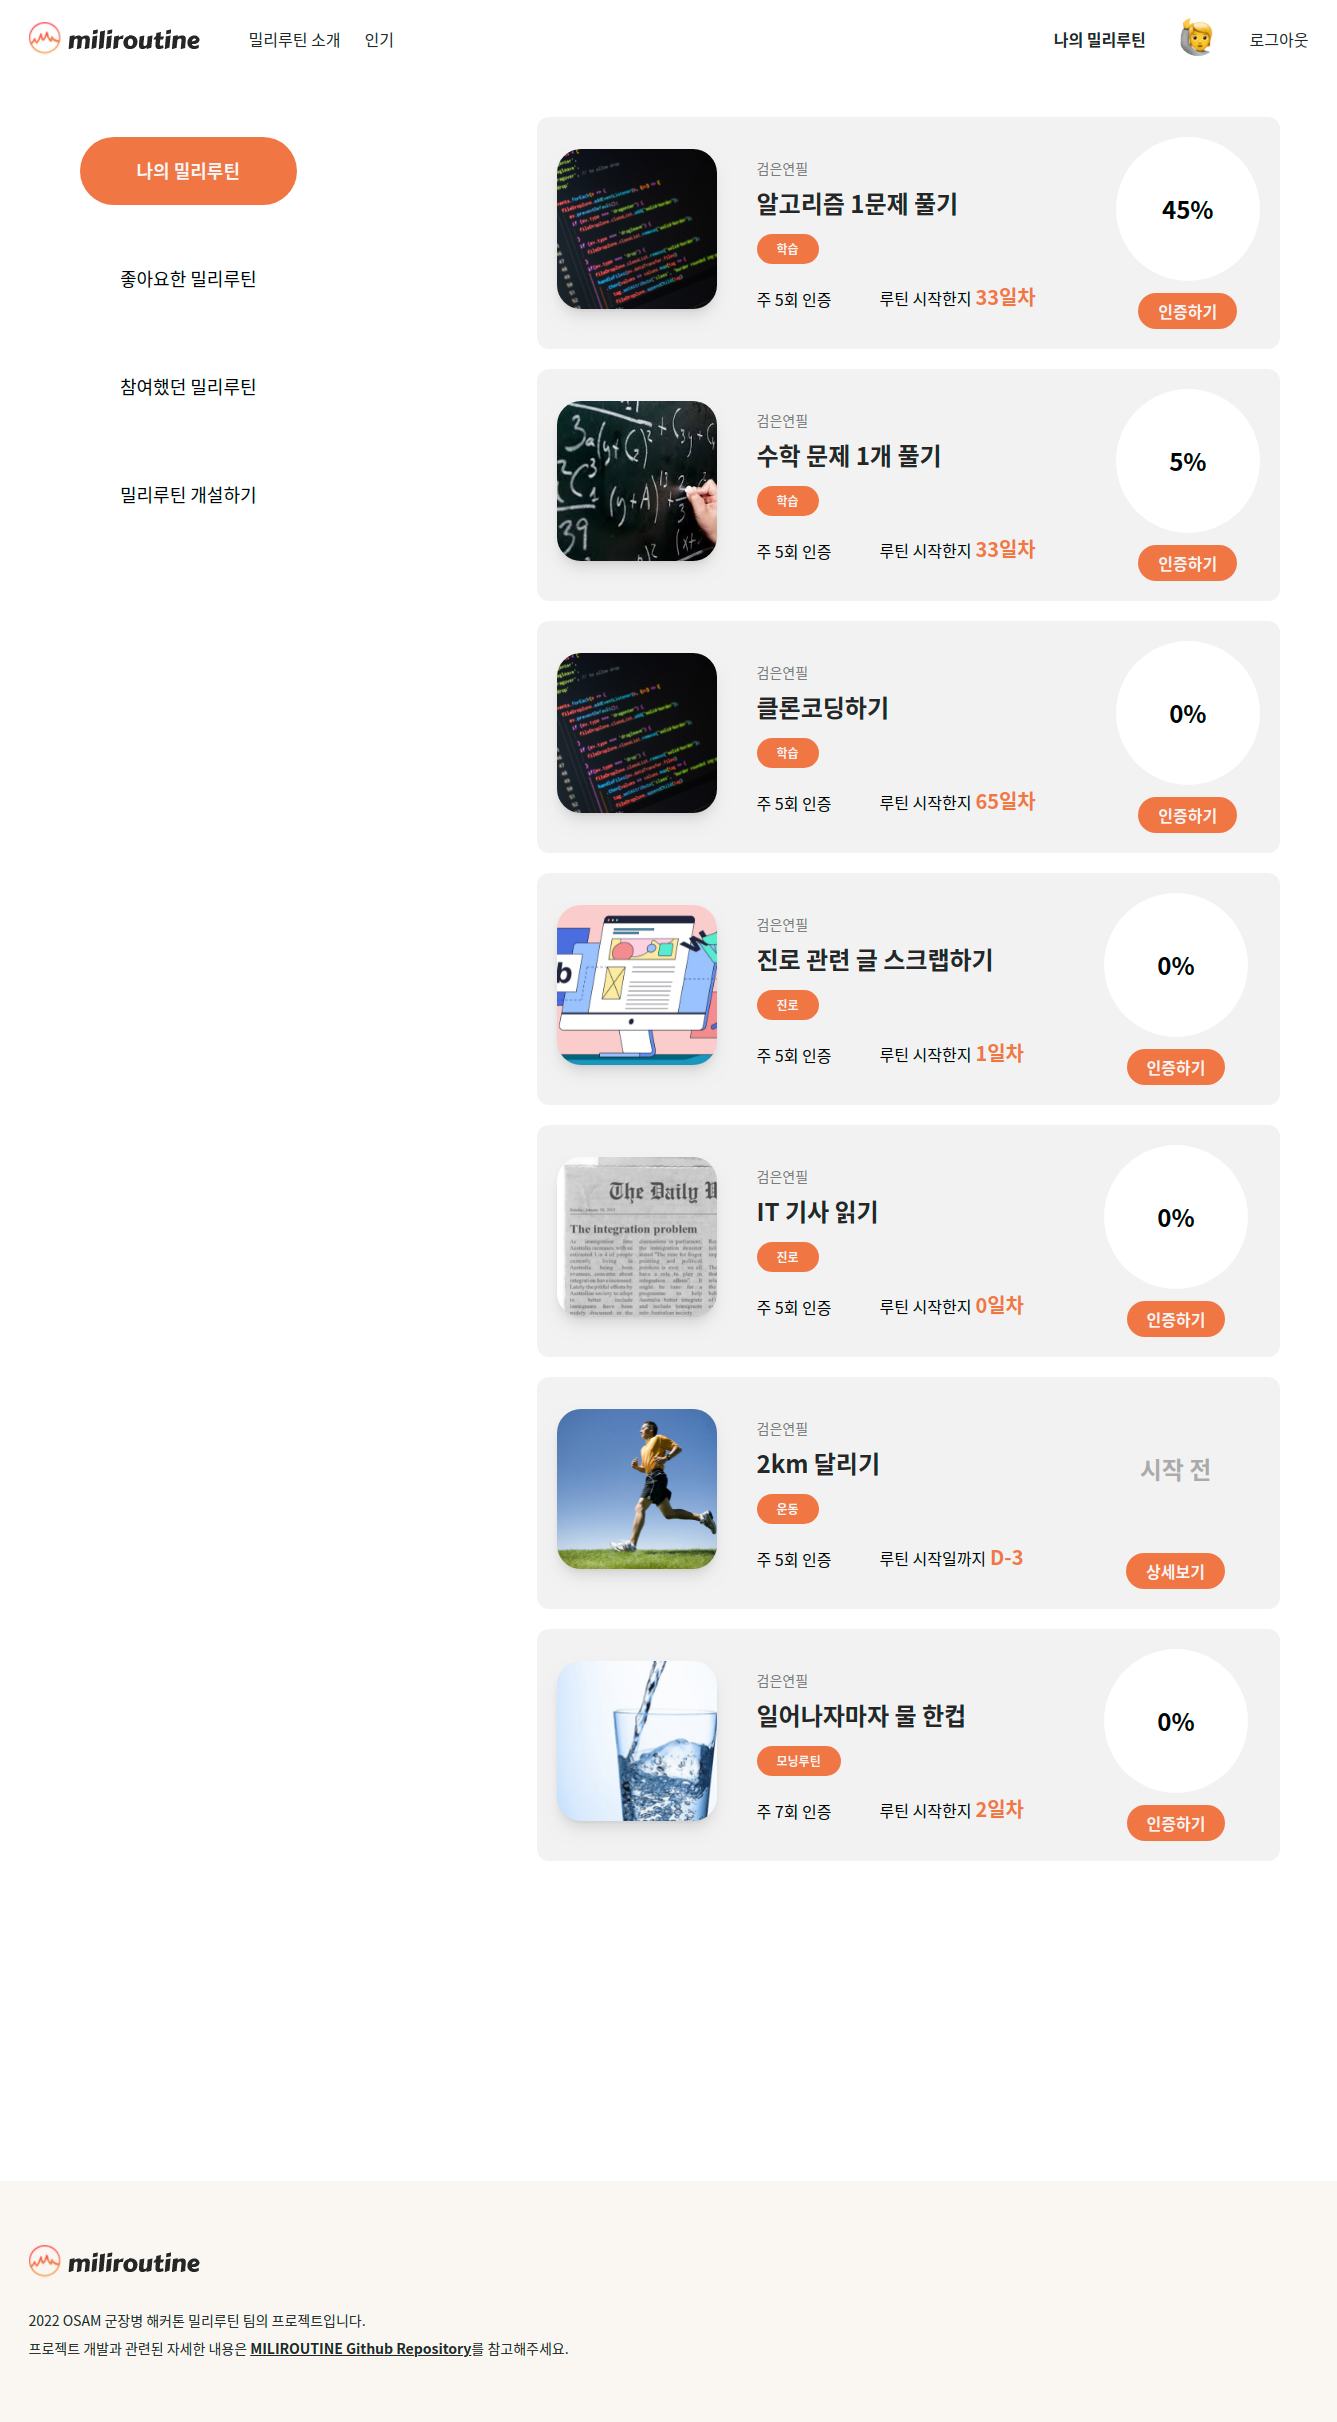 miliroutine 밀리루틴 소개 인기 나의 밀리루틴 로그아웃
나의 밀리루틴
좋아요한 밀리루틴
참여했던 밀리루틴
밀리루틴 개설하기
검은연필
알고리즘 1문제 풀기
학습
주 5회 인증 루틴 시작한지 33일차
45%
인증하기
검은연필
수학 문제 1개 풀기
학습
주 5회 인증 루틴 시작한지 33일차
5%
인증하기
검은연필
클론코딩하기
학습
주 5회 인증 루틴 시작한지 65일차
0%
인증하기
검은연필
진로 관련 글 스크랩하기
진로
주 5회 인증 루틴 시작한지 1일차
0%
인증하기
The Daily
The integration problem
검은연필
IT 기사 읽기
진로
주 5회 인증 루틴 시작한지 0일차
0%
인증하기
검은연필
2km 달리기
운동
주 5회 인증 루틴 시작일까지 D-3
시작 전
상세보기
검은연필
일어나자마자 물 한컵
모닝루틴
주 7회 인증 루틴 시작한지 2일차
0%
인증하기
miliroutine
2022 OSAM 군장병 해커톤 밀리루틴 팀의 프로젝트입니다.
프로젝트 개발과 관련된 자세한 내용은 MILIROUTINE Github Repository를 참고해주세요.